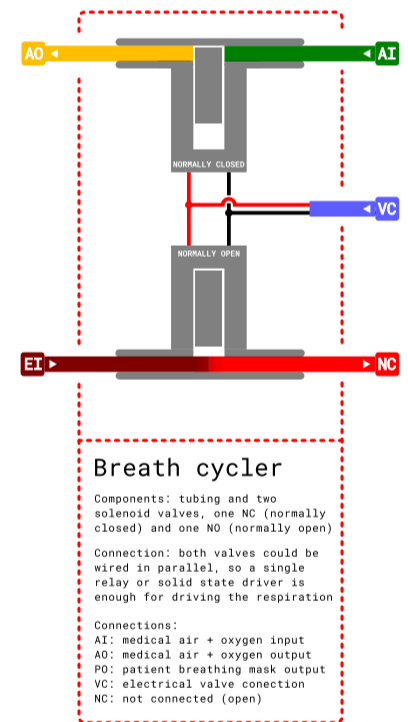 AO
AI
NORMALLY CLOSED
VC
NORMALLY OPEN
EI
NC
Breath cycler
Components: tubing and two
solenoid valves, one NC (normally
closed) and one NO (normally open)
Connection: both valves could be
wired in parallel, so a single
relay or solid state driver is
enough for driving the respiration
Connections:
AI: medical air + oxygen input
AO: medical air + oxygen output
PO: patient breathing mask output
VC: electrical valve conection
NC: not connected (open)